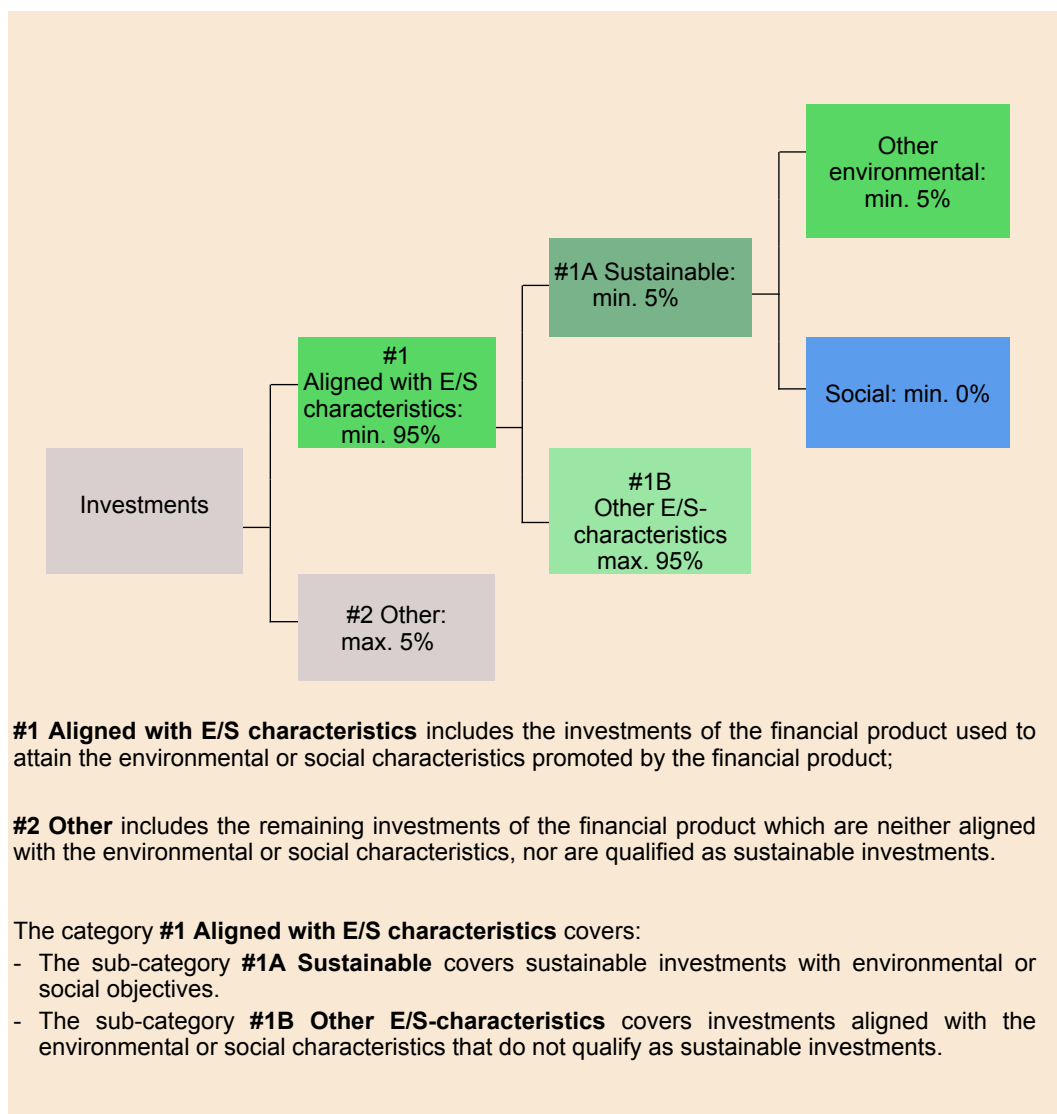 Other
environmental:
min. 5%
#1A Sustainable:
min. 5%
#1
Aligned with E/S
characteristics:
min. 95%
Social: min. 0%
Investments
#1B
Other E/S-
characteristics
max. 95%
#2 Other:
max. 5%
#1 Aligned with E/S characteristics includes the investments of the financial product used to
attain the environmental or social characteristics promoted by the financial product;
#2 Other includes the remaining investments of the financial product which are neither aligned
with the environmental or social characteristics, nor are qualified as sustainable investments.
The category #1 Aligned with E/S characteristics covers:
- The sub-category #1A Sustainable covers sustainable investments with environmental or
social objectives.
- The sub-category #1B Other E/S-characteristics covers investments aligned with the
environmental or social characteristics that do not qualify as sustainable investments.